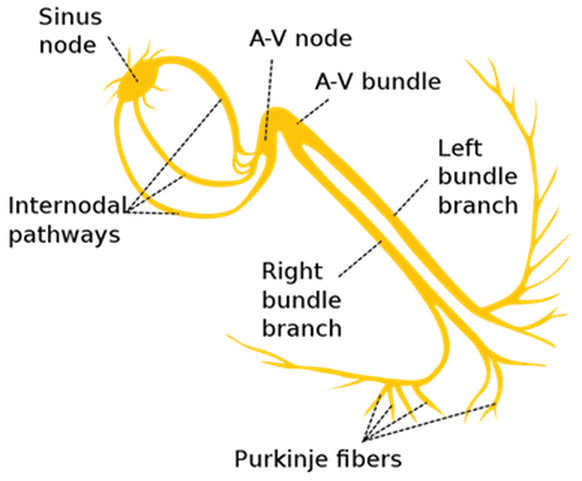 Sinus
node
A-V node
A-V bundle
Left
bundle
branch
Internodal
pathways
Right
bundle
branch
Purkinje fibers